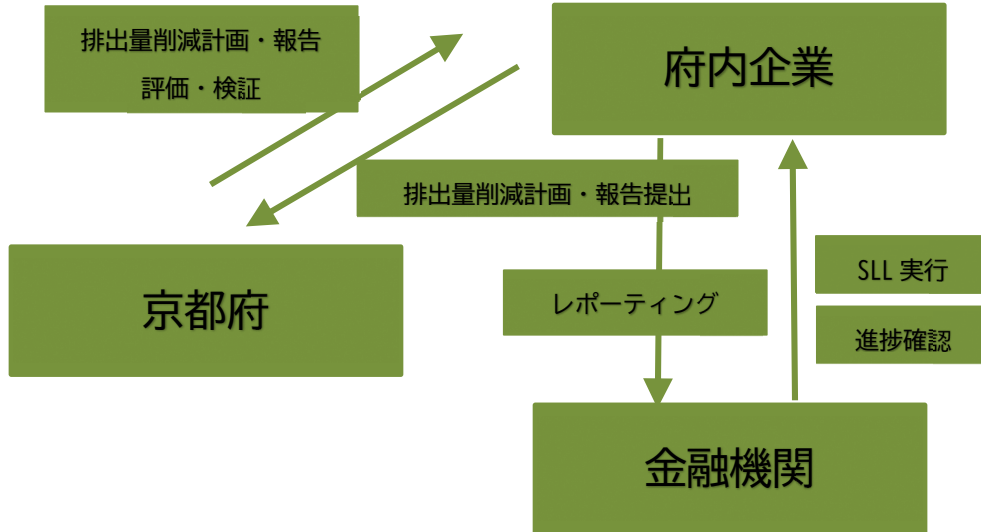 排出量削減計画・報告
評価・検証
府内企業
排出量削減計画・報告提出
京都府
レポーティング
SLL 実行
進捗確認
金融機関